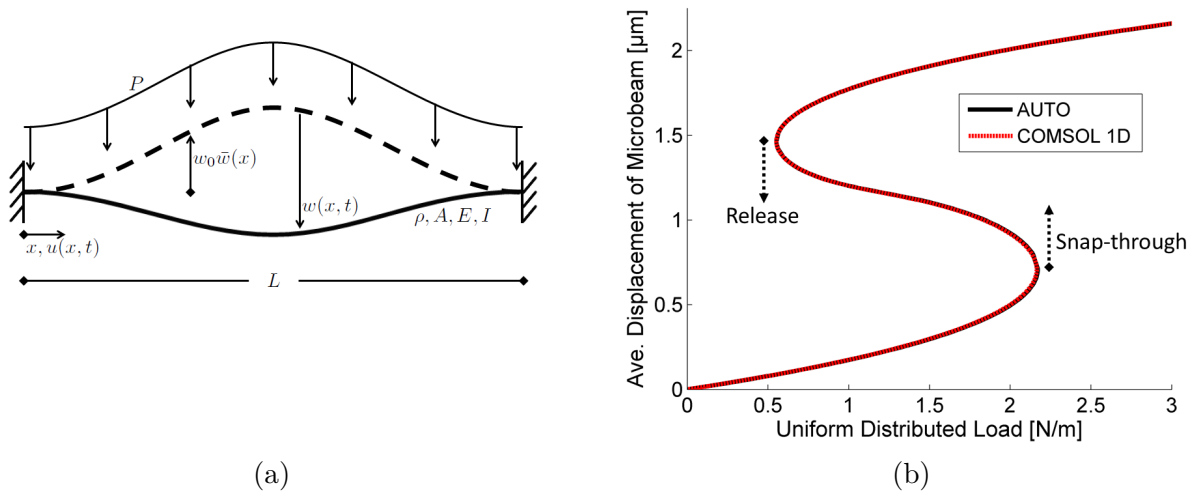 P
w₀w̄(x)
w(x, t)
ρ, A, E, I
x, u(x, t)
L
(a)
Ave. Displacement of Microbeam [µm]
2
1.5
1
0.5
0
AUTO
COMSOL 1D
Release
Snap-through
0 0.5 1 1.5 2 2.5 3
Uniform Distributed Load [N/m]
(b)